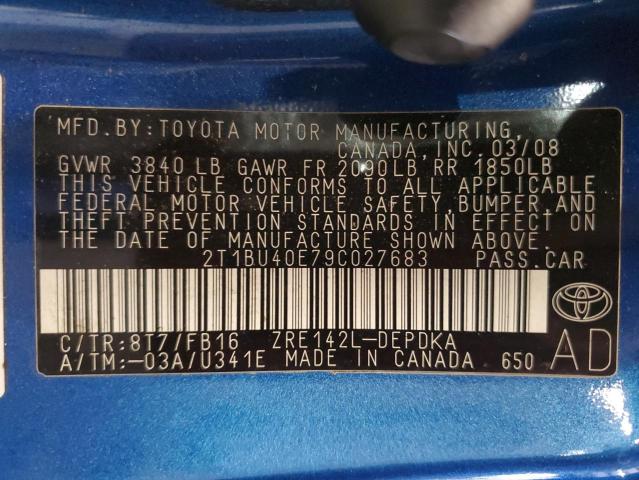 MFD. BY: TOYOTA MOTOR MANUFACTURING,
CANADA, INC. 03/08
GVWR 3840 LB GAWR FR 2090LB RR 1850LB
THIS VEHICLE CONFORMS TO ALL APPLICABLE
FEDERAL MOTOR VEHICLE SAFETY, BUMPER, AND
THEFT PREVENTION STANDARDS IN EFFECT ON
THE DATE OF MANUFACTURE SHOWN ABOVE.
2T1BU40E79C027683 PASS.CAR
C/TR:8T7/FB16 ZRE142L-DEPDKA
A/TM:-03A/U341E MADE IN CANADA 650
AD